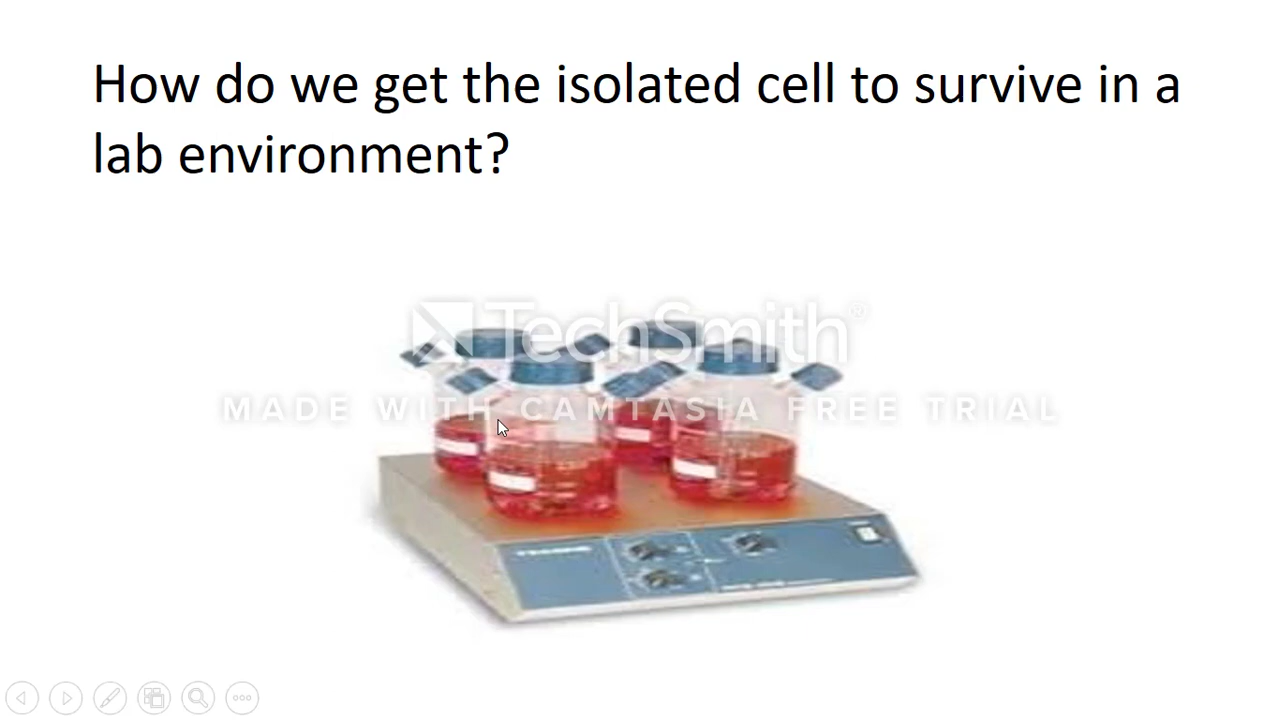 How do we get the isolated cell to survive in a
lab environment?
TechSmith®
MADE WITH CAMTASIA FREE TRIAL